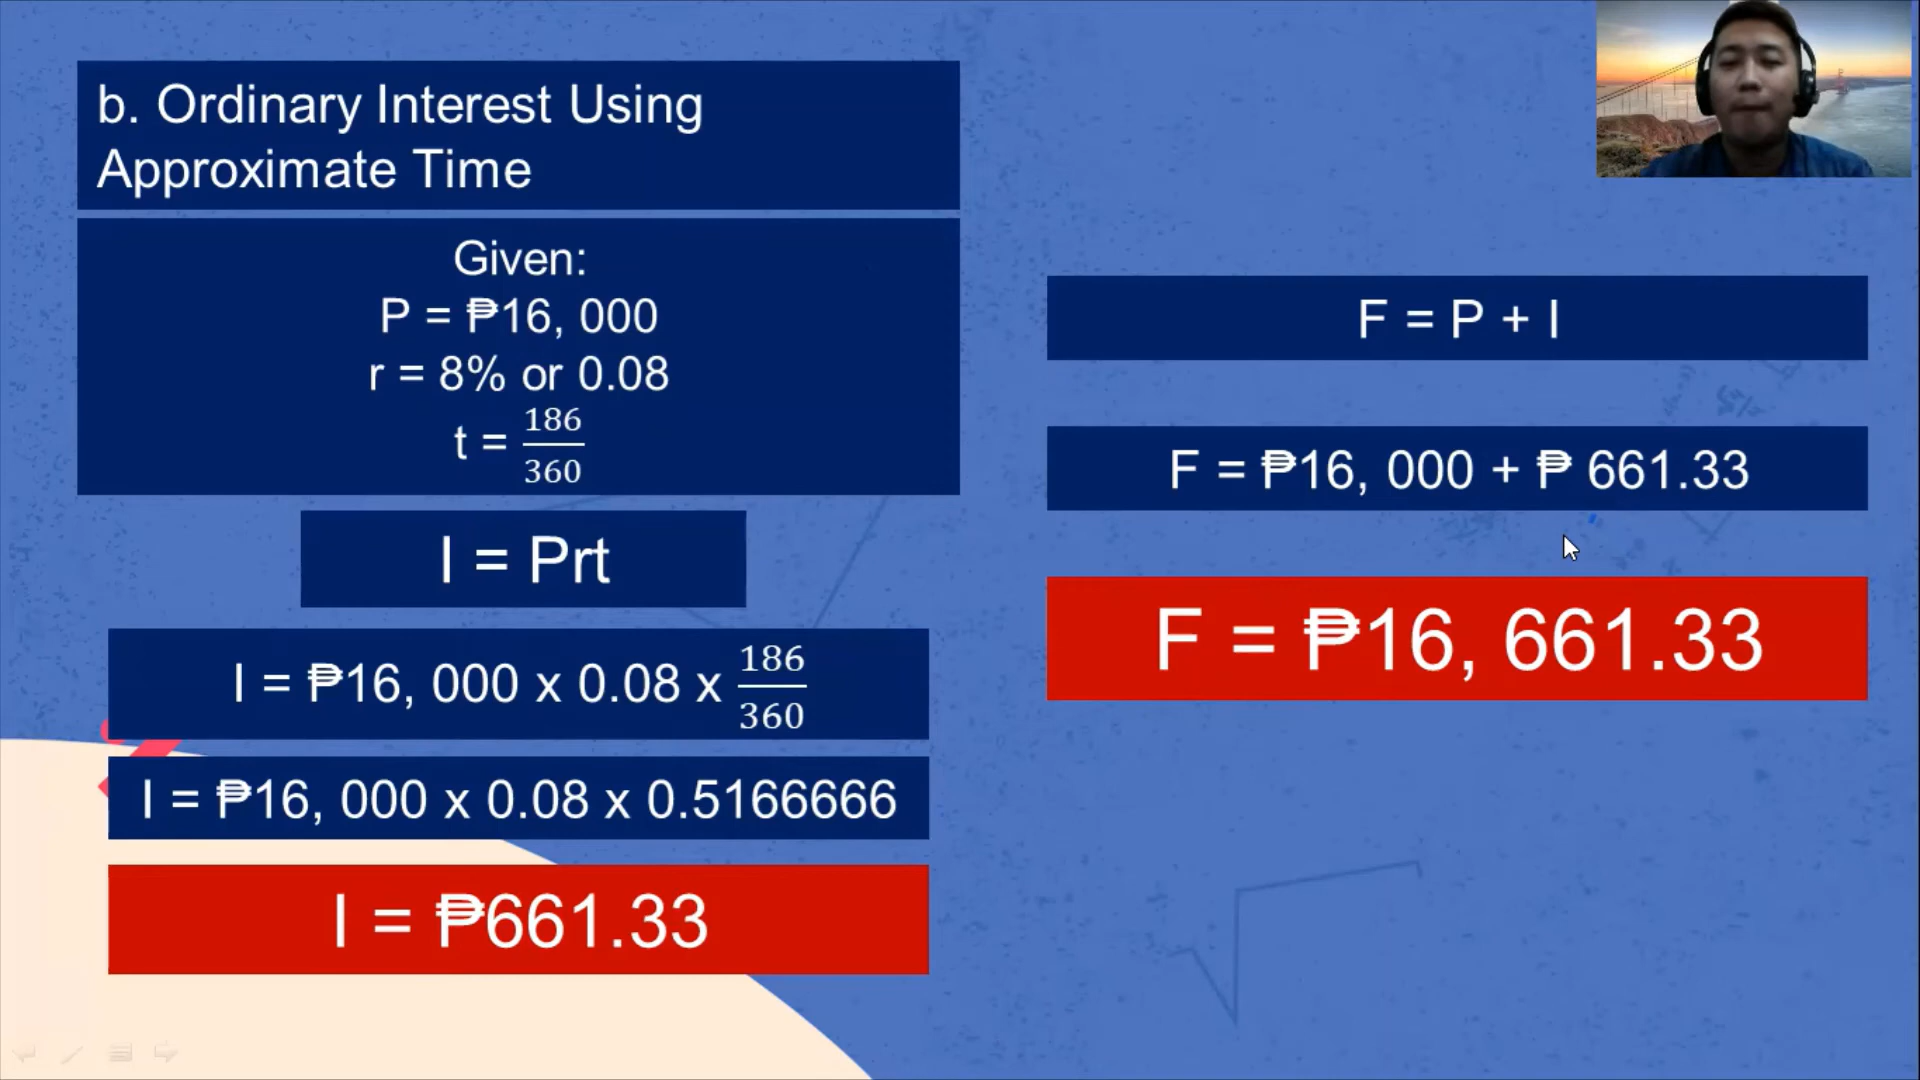 b. Ordinary Interest Using
Approximate Time
Given:
P = ₱16, 000
r = 8% or 0.08
t = 186/360
I = Prt
I = ₱16, 000 x 0.08 x 186/360
I = ₱16, 000 x 0.08 x 0.5166666
I = ₱661.33
F = P + I
F = ₱16, 000 + ₱ 661.33
F = ₱16, 661.33